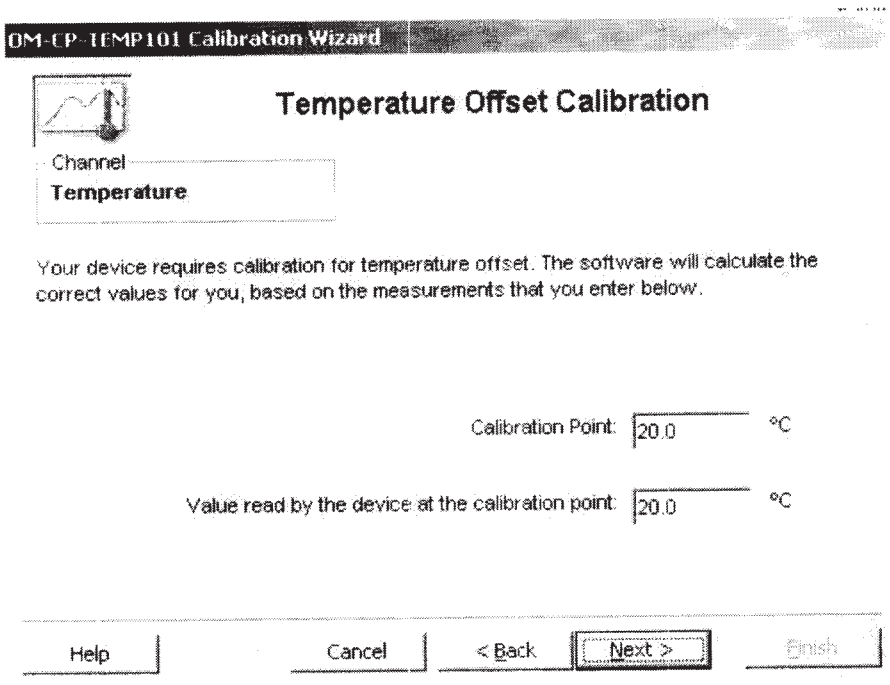 OM-CP-TEMP101 Calibration Wizard
Temperature Offset Calibration
Channel
Temperature
Your device requires calibration for temperature offset. The software will calculate the
correct values for you, based on the measurements that you enter below.
Calibration Point: 20.0 °C
Value read by the device at the calibration point: 20.0 °C
Help Cancel < Back Next > Finish